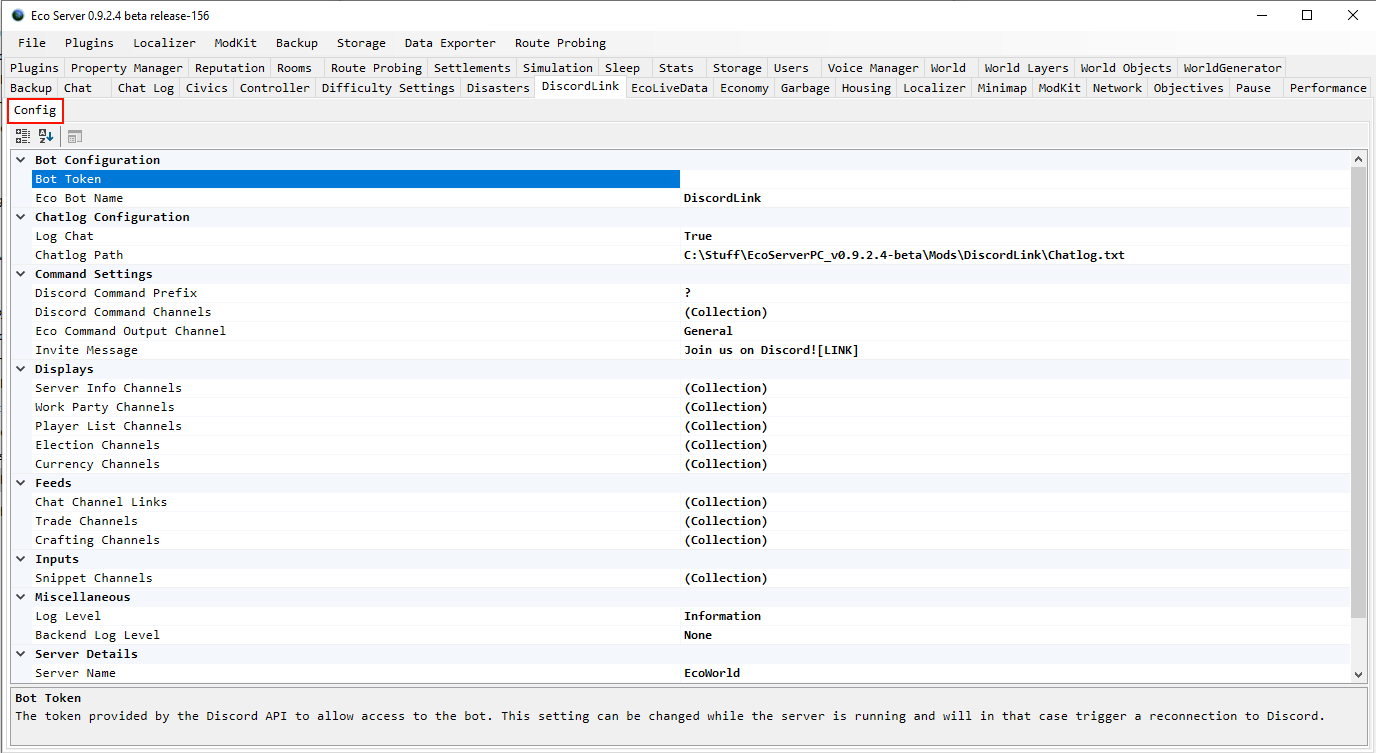 Eco Server 0.9.2.4 beta release-156
File Plugins Localizer ModKit Backup Storage Data Exporter Route Probing
Plugins Property Manager Reputation Rooms Route Probing Settlements Simulation Sleep Stats Storage Users Voice Manager World World Layers World Objects WorldGenerator
Backup Chat Chat Log Civics Controller Difficulty Settings Disasters DiscordLink EcoLiveData Economy Garbage Housing Localizer Minimap ModKit Network Objectives Pause Performance
Config
Bot Configuration
Bot Token
Eco Bot Name DiscordLink
Chatlog Configuration
Log Chat True
Chatlog Path C:\Stuff\EcoServerPC_v0.9.2.4-beta\Mods\DiscordLink\Chatlog.txt
Command Settings
Discord Command Prefix ?
Discord Command Channels (Collection)
Eco Command Output Channel General
Invite Message Join us on Discord![LINK]
Displays
Server Info Channels (Collection)
Work Party Channels (Collection)
Player List Channels (Collection)
Election Channels (Collection)
Currency Channels (Collection)
Feeds
Chat Channel Links (Collection)
Trade Channels (Collection)
Crafting Channels (Collection)
Inputs
Snippet Channels (Collection)
Miscellaneous
Log Level Information
Backend Log Level None
Server Details
Server Name EcoWorld
Bot Token
The token provided by the Discord API to allow access to the bot. This setting can be changed while the server is running and will in that case trigger a reconnection to Discord.